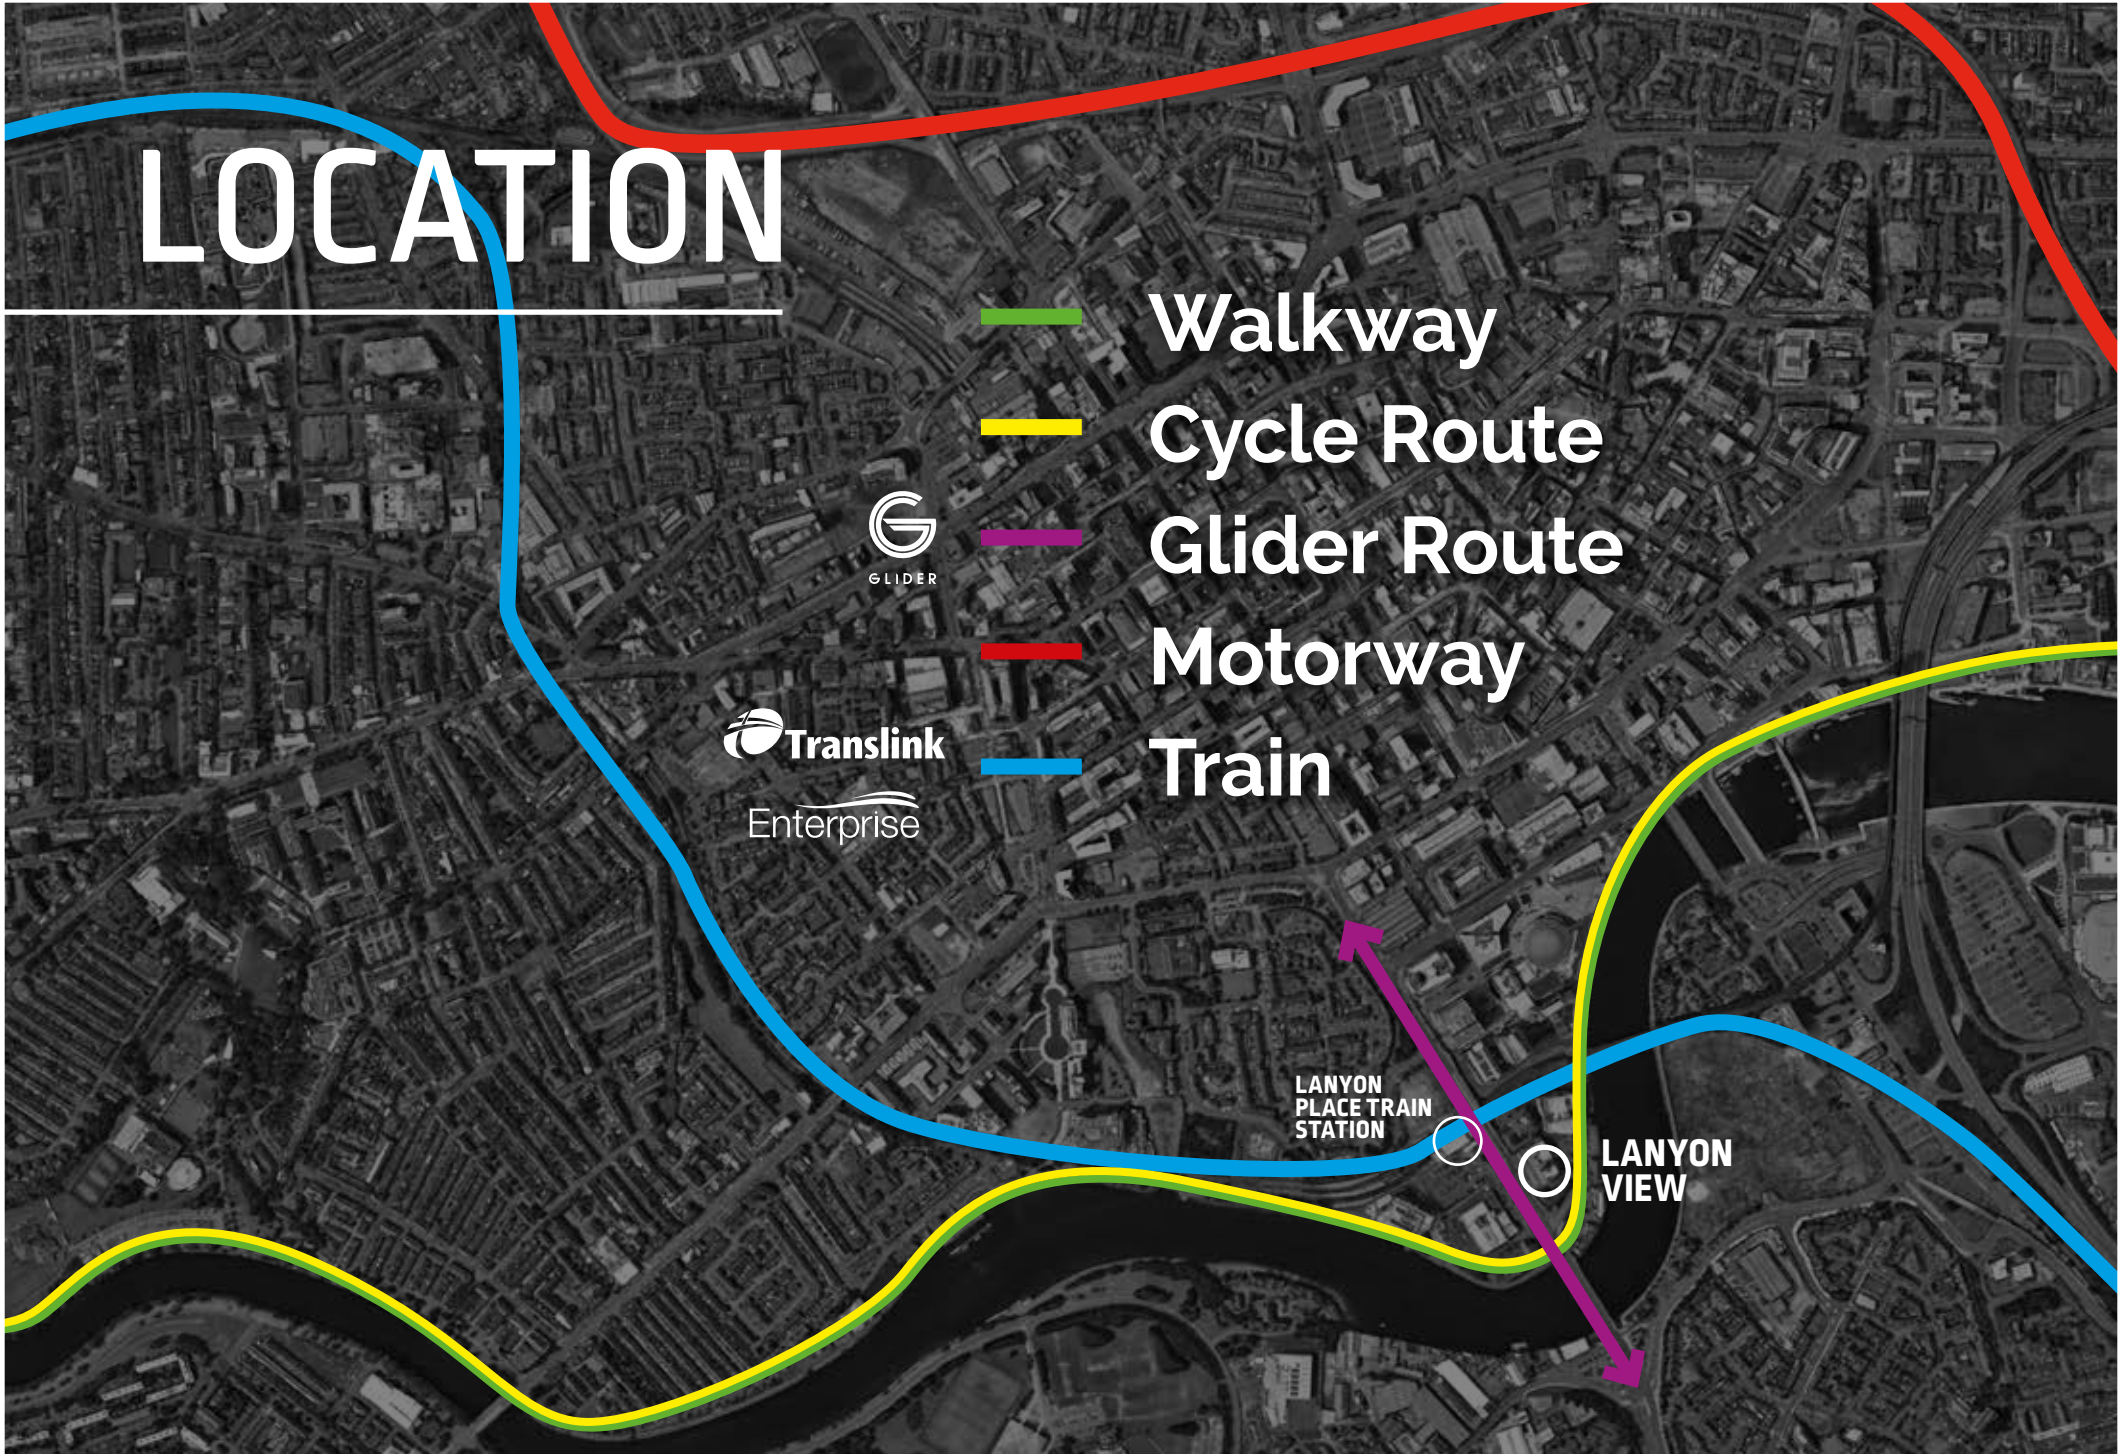 LOCATION
Walkway
Cycle Route
GLIDER
Glider Route
Motorway
Translink
Train
Enterprise
LANYON
PLACE TRAIN
STATION
LANYON
VIEW